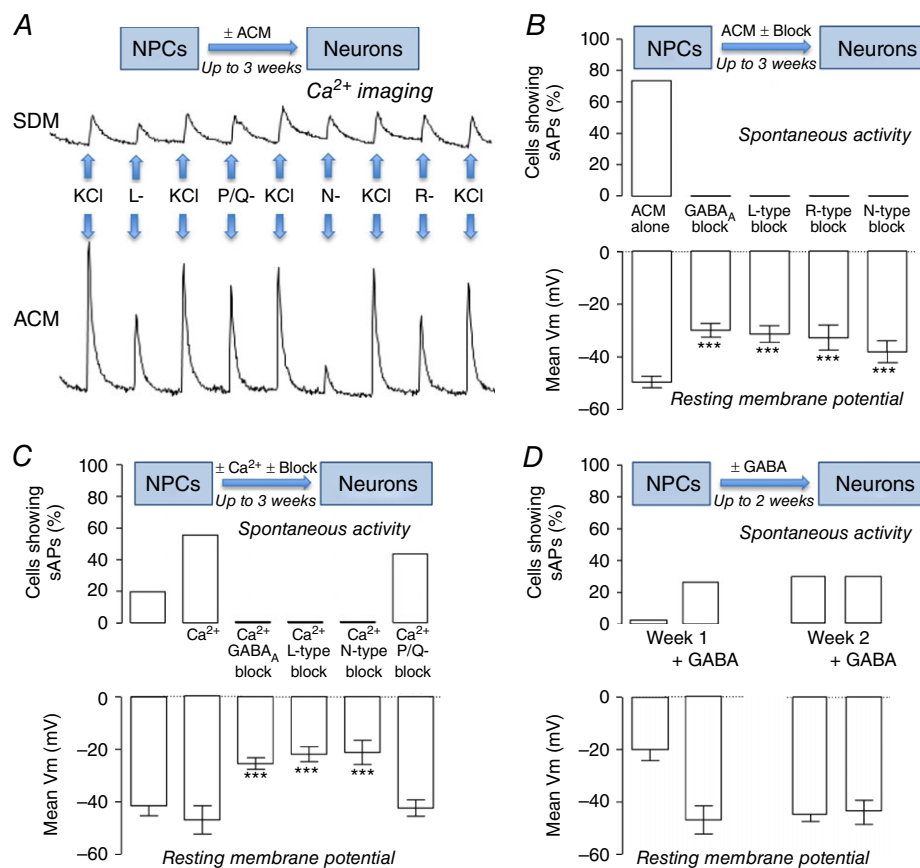 A
± ACM
NPCs
Neurons
Up to 3 weeks
Ca2+ imaging
SDM
KCl L- KCl P/Q- KCl N- KCl R- KCl
ACM
B
Cells showing
sAPs (%)
100
80
60
40
20
0
ACM ± Block
NPCs
Neurons
Up to 3 weeks
Spontaneous activity
ACM
alone
GABAA
block
L-type
block
R-type
block
N-type
block
Mean Vm (mV)
0
–20
–40
–60
***
***
***
***
Resting membrane potential
C
Cells showing
sAPs (%)
100
80
60
40
20
0
± Ca2+ ± Block
NPCs
Neurons
Up to 3 weeks
Spontaneous activity
Ca2+
Ca2+
GABAA
block
Ca2+
L-type
block
Ca2+
N-type
block
Ca2+
P/Q-
block
Mean Vm (mV)
0
–20
–40
–60
***
***
***
Resting membrane potential
D
Cells showing
sAPs (%)
100
80
60
40
20
0
± GABA
NPCs
Neurons
Up to 2 weeks
Spontaneous activity
Week 1
+ GABA
Week 2
+ GABA
Mean Vm (mV)
0
–20
–40
–60
Resting membrane potential